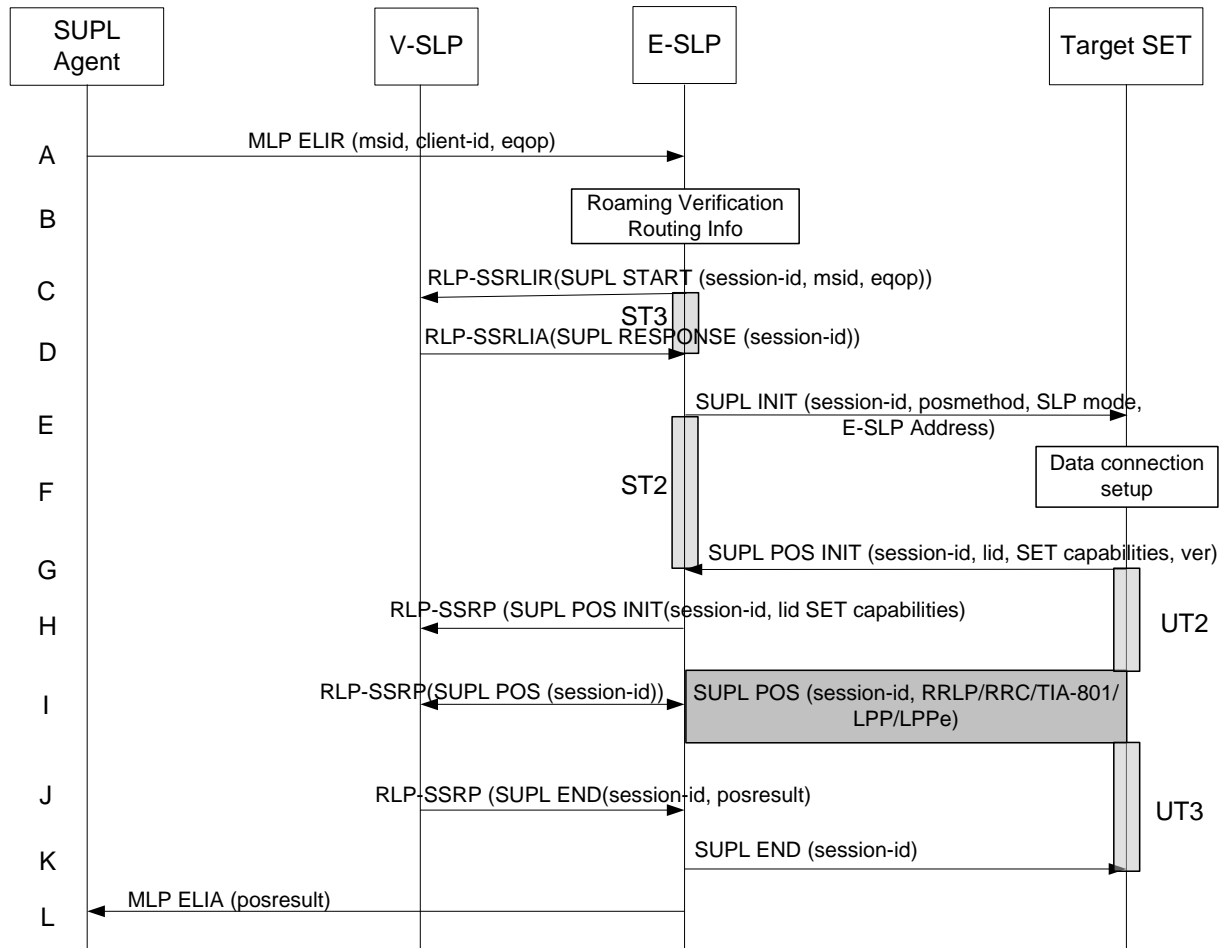 SUPL
Agent
V-SLP
E-SLP
Target SET
A
MLP ELIR (msid, client-id, eqop)
B
Roaming Verification
Routing Info
C
RLP-SSRLIR(SUPL START (session-id, msid, eqop))
ST3
D
RLP-SSRLIA(SUPL RESPONSE (session-id))
E
SUPL INIT (session-id, posmethod, SLP mode,
E-SLP Address)
F
ST2
Data connection
setup
G
SUPL POS INIT (session-id, lid, SET capabilities, ver)
H
RLP-SSRP (SUPL POS INIT(session-id, lid SET capabilities)
UT2
I
RLP-SSRP(SUPL POS (session-id))
SUPL POS (session-id, RRLP/RRC/TIA-801/
LPP/LPPe)
J
RLP-SSRP (SUPL END(session-id, posresult)
UT3
K
SUPL END (session-id)
L
MLP ELIA (posresult)